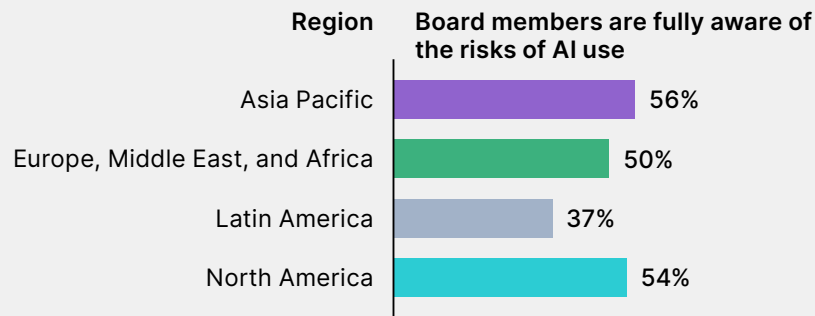 Region
Board members are fully aware of
the risks of AI use
Asia Pacific 56%
Europe, Middle East, and Africa 50%
Latin America 37%
North America 54%